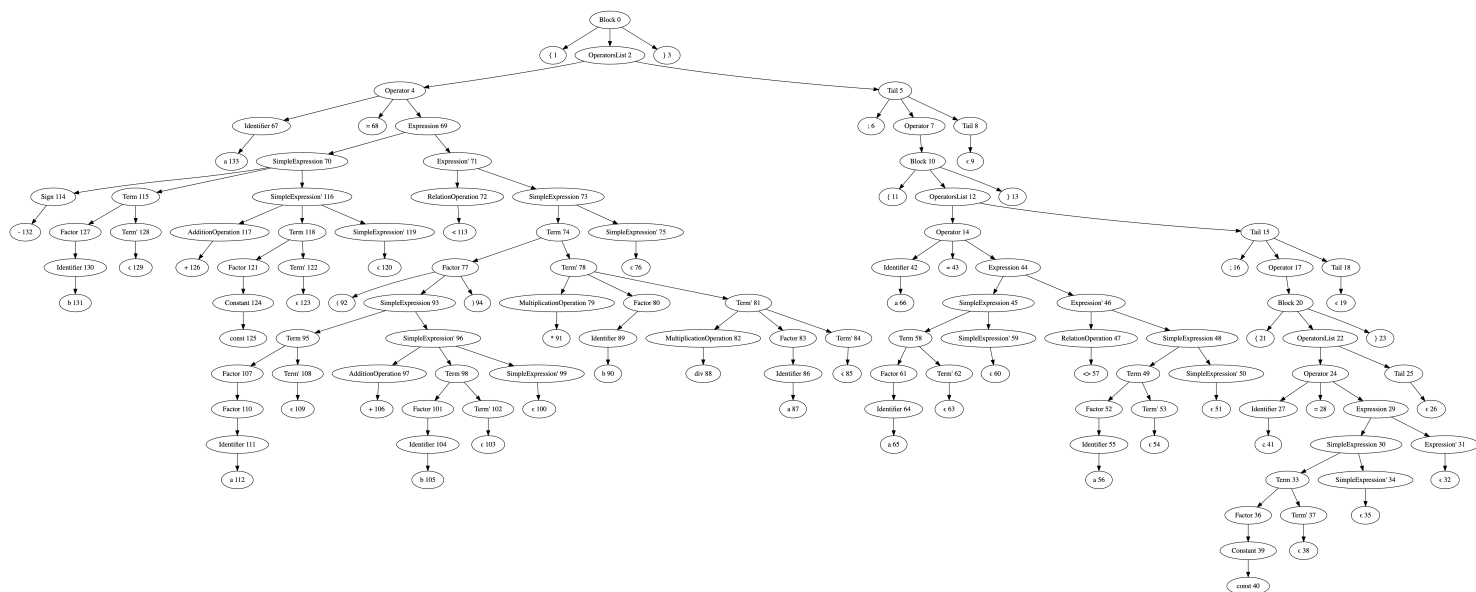 Block 0
{ 1 OperatorsList 2 } 3
Operator 4 Tail 5
Identifier 67 = 68 Expression 69 ; 6 Operator 7 Tail 8
a 133 SimpleExpression 70 Expression' 71 Block 10 ε 9
Sign 114 Term 115 SimpleExpression' 116 RelationOperation 72 SimpleExpression 73 { 11 OperatorsList 12 } 13
- 132 Factor 127 Term' 128 AdditionOperation 117 Term 118 SimpleExpression' 119 < 113 Term 74 SimpleExpression' 75 Operator 14 Tail 15
Identifier 130 ε 129 + 126 Factor 121 Term' 122 ε 120 Factor 77 Term' 78 ε 76 Identifier 42 = 43 Expression 44 ; 16 Operator 17 Tail 18
b 131 Constant 124 ε 123 ( 92 SimpleExpression 93 ) 94 MultiplicationOperation 79 Factor 80 Term' 81 a 66 SimpleExpression 45 Expression' 46 Block 20 ε 19
const 125 Term 95 SimpleExpression' 96 * 91 Identifier 89 MultiplicationOperation 82 Factor 83 Term' 84 Term 58 SimpleExpression' 59 RelationOperation 47 SimpleExpression 48 { 21 OperatorsList 22 } 23
Factor 107 Term' 108 AdditionOperation 97 Term 98 SimpleExpression' 99 b 90 div 88 Identifier 86 ε 85 Factor 61 Term' 62 ε 60 <> 57 Term 49 SimpleExpression' 50 Operator 24 Tail 25
Factor 110 ε 109 + 106 Factor 101 Term' 102 ε 100 a 87 Identifier 64 ε 63 Factor 52 Term' 53 ε 51 Identifier 27 = 28 Expression 29 ε 26
Identifier 111 Identifier 104 ε 103 a 65 Identifier 55 ε 54 c 41 SimpleExpression 30 Expression' 31
a 112 b 105 a 56 Term 33 SimpleExpression' 34 ε 32
Factor 36 Term' 37 ε 35
Constant 39 ε 38
const 40